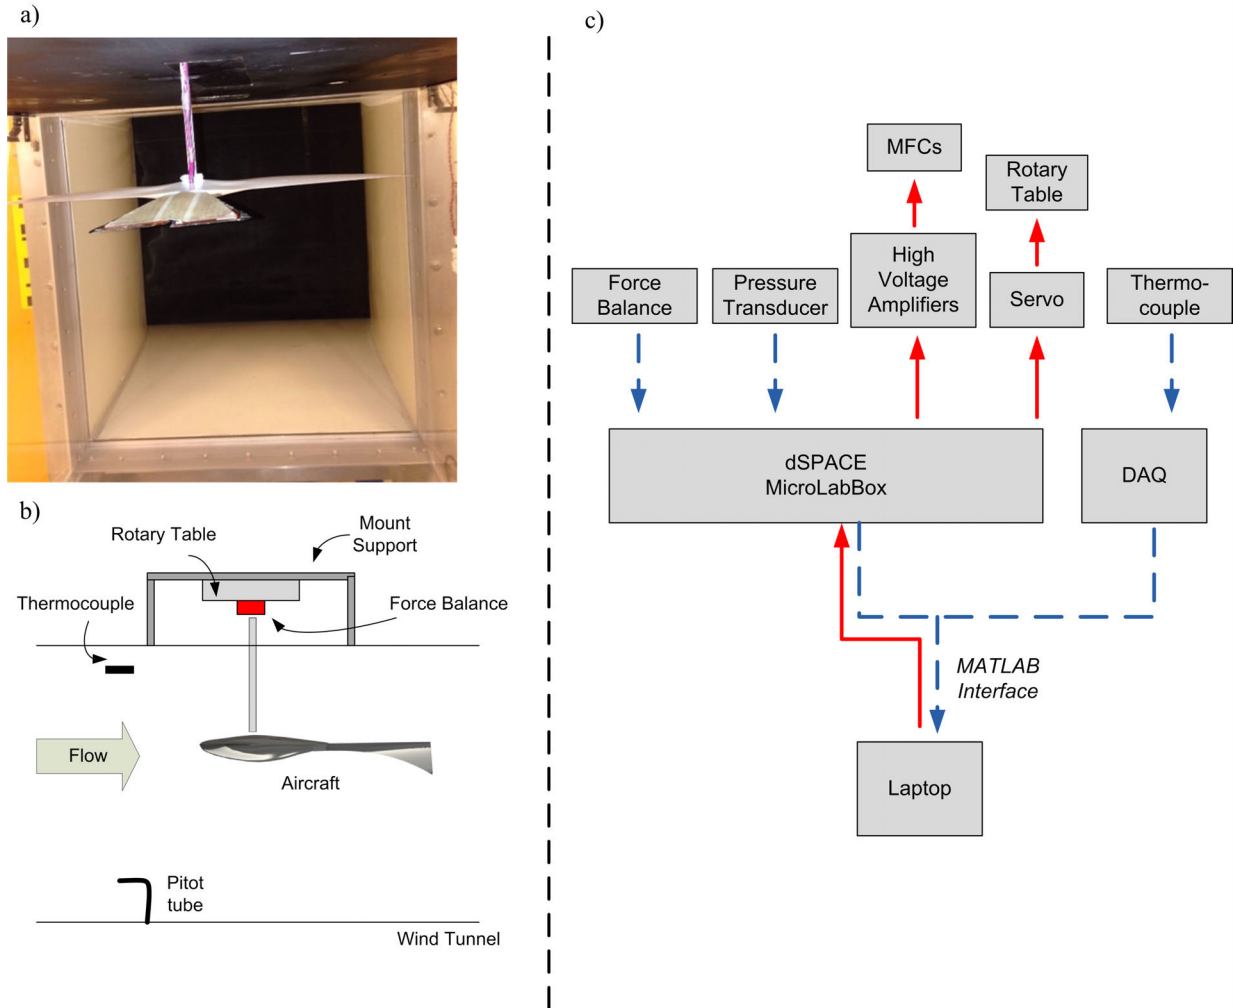 a)
b)
Rotary Table
Mount
Support
Thermocouple
Force Balance
Flow
Aircraft
Pitot
tube
Wind Tunnel
c)
MFCs
Rotary
Table
High
Voltage
Amplifiers
Force
Balance
Pressure
Transducer
Servo
Thermo-
couple
dSPACE
MicroLabBox
DAQ
MATLAB
Interface
Laptop